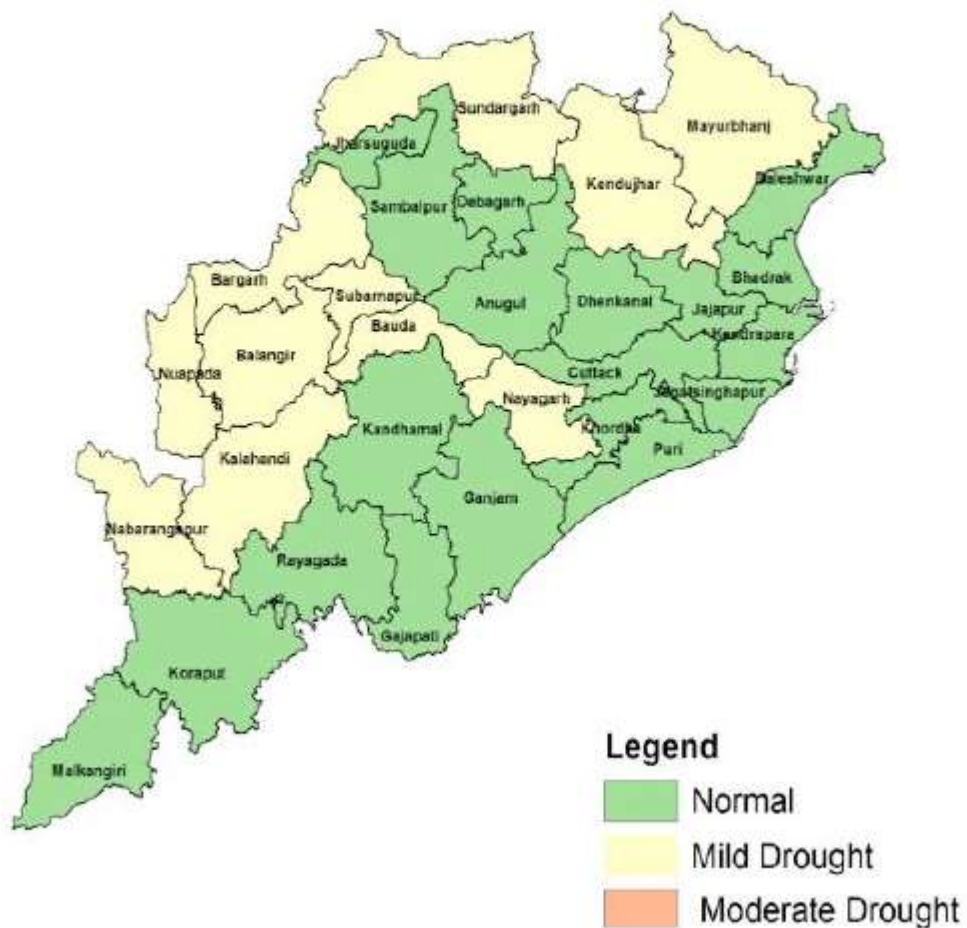 Sundargarh
Mayurbhanj
Jharsuguda
Kendujhar
Baleshwar
Sambalpur
Debagarh
Bargarh
Bhadrak
Subarnapur
Anugul
Dhenkanal
Jajapur
Bauda
Kendrapara
Balangir
Nuapada
Cuttack
Jagatsinghapur
Nayagarh
Kandhamal
Khordha
Puri
Kalahandi
Ganjam
Nabarangapur
Rayagada
Gajapati
Koraput
Malkangiri
Legend
Normal
Mild Drought
Moderate Drought